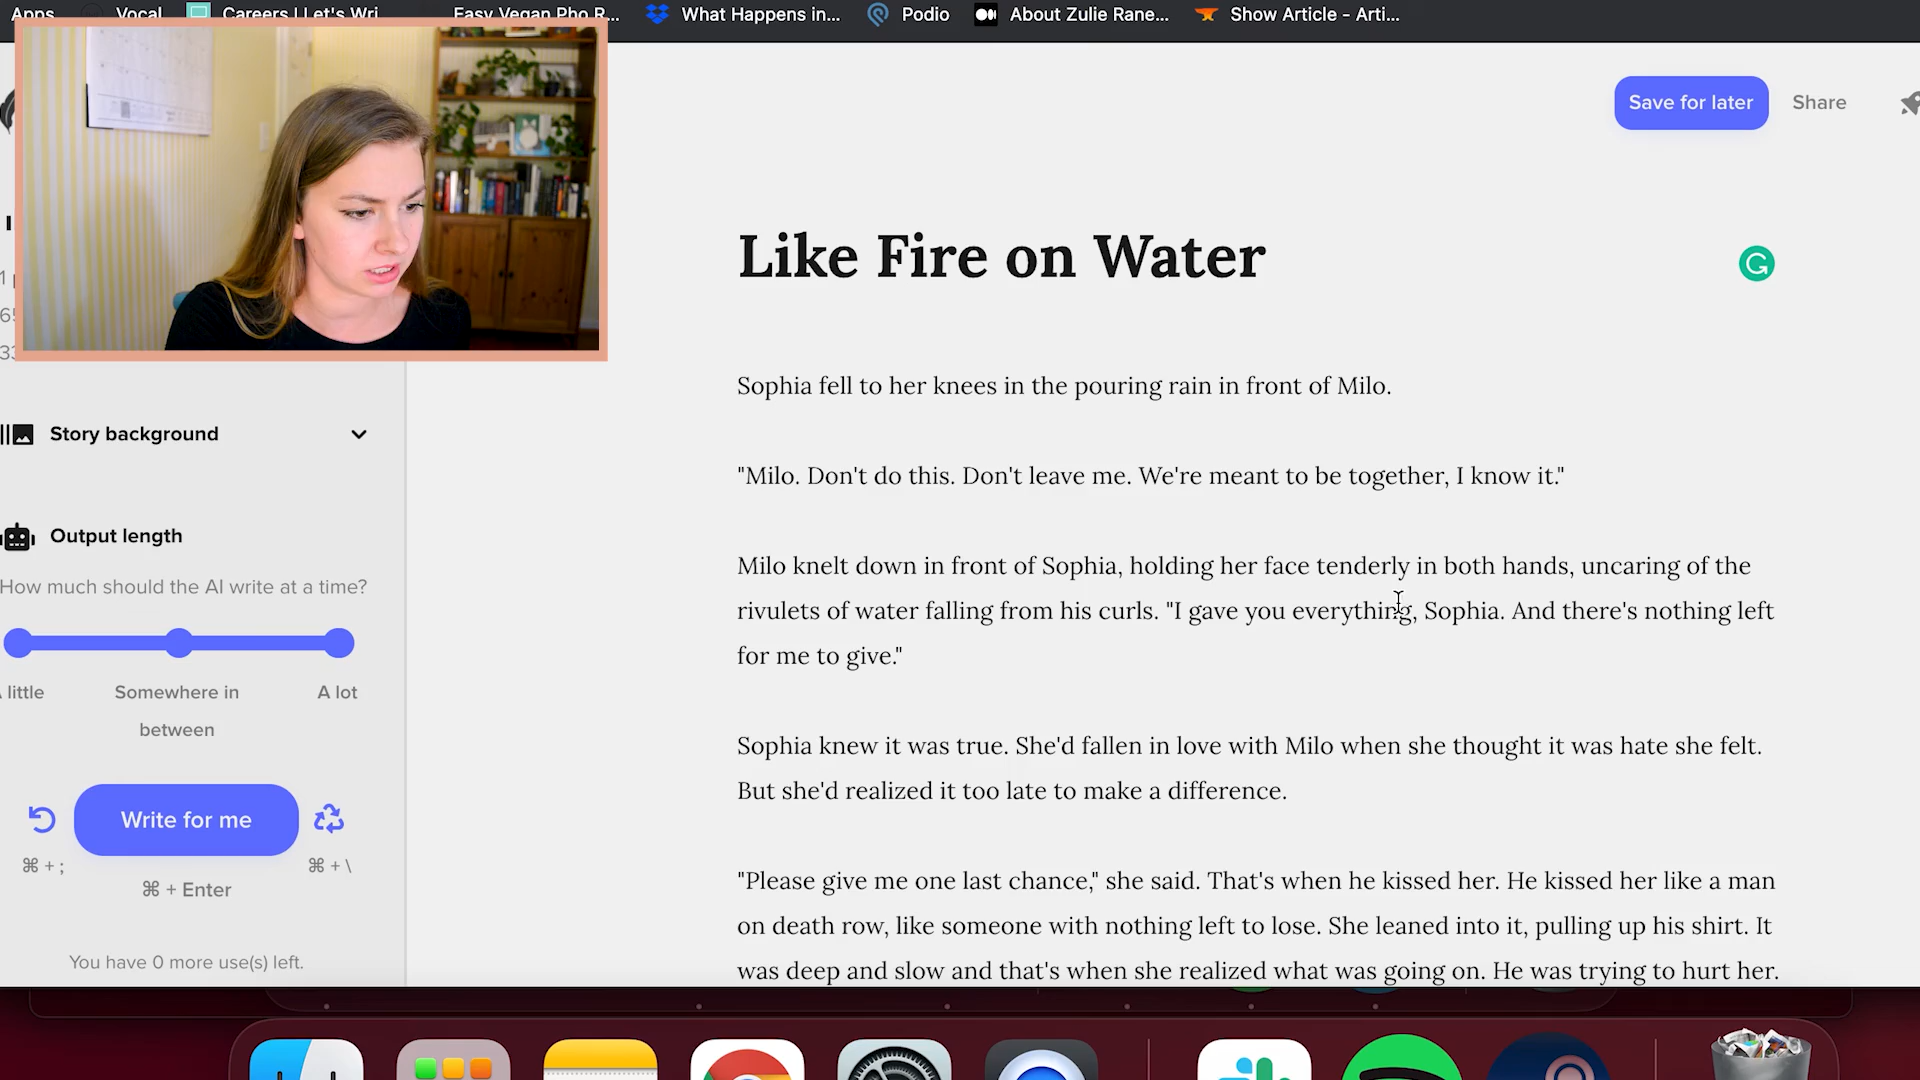 Apps
Vocal
Careers | Let's Wri...
Easy Vegan Pho R...
What Happens in...
Podio
About Zulie Rane...
Show Article - Arti...
Save for later
Share
Like Fire on Water
Sophia fell to her knees in the pouring rain in front of Milo.
"Milo. Don't do this. Don't leave me. We're meant to be together, I know it."
Milo knelt down in front of Sophia, holding her face tenderly in both hands, uncaring of the
rivulets of water falling from his curls. "I gave you everything, Sophia. And there's nothing left
for me to give."
Sophia knew it was true. She'd fallen in love with Milo when she thought it was hate she felt.
But she'd realized it too late to make a difference.
"Please give me one last chance," she said. That's when he kissed her. He kissed her like a man
on death row, like someone with nothing left to lose. She leaned into it, pulling up his shirt. It
was deep and slow and that's when she realized what was going on. He was trying to hurt her.
Story background
Output length
How much should the AI write at a time?
little
Somewhere in
between
A lot
Write for me
⌘ + ;
⌘ + \
⌘ + Enter
You have 0 more use(s) left.